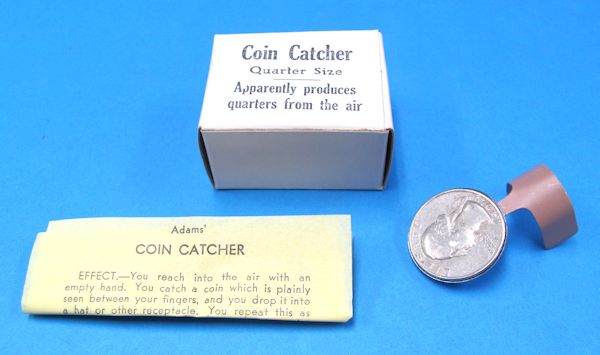 Coin Catcher
Quarter Size
Apparently produces
quarters from the air
Adams'
COIN CATCHER
EFFECT.—You reach into the air with an
empty hand. You catch a coin which is plainly
seen between your fingers, and you drop it into
a hat or other receptacle. You repeat this as